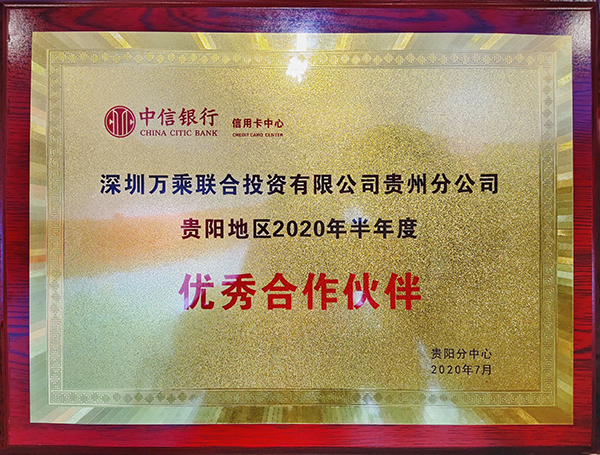 中信银行 信用卡中心
CHINA CITIC BANK CREDIT CARD CENTER
深圳万乘联合投资有限公司贵州分公司
贵阳地区2020年半年度
优秀合作伙伴
贵阳分中心
2020年7月